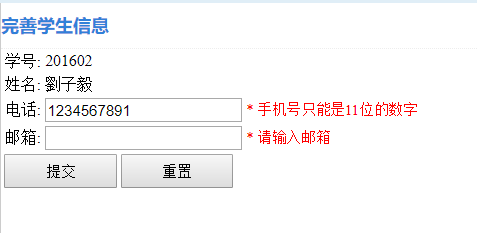 完善学生信息
学号: 201602
姓名: 劉子毅
电话: 1234567891 * 手机号只能是11位的数字
邮箱: * 请输入邮箱
提交 重置